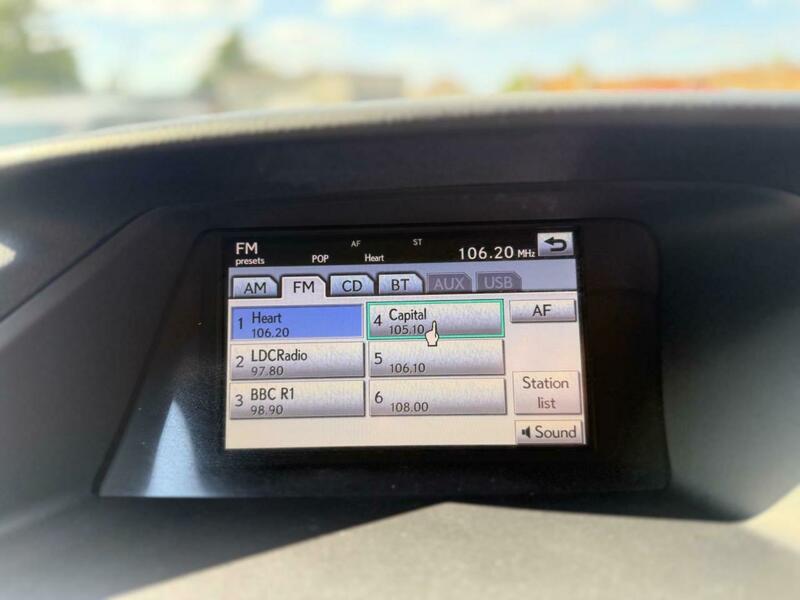 FM AF ST 106.20 MHz
presets POP Heart
AM FM CD BT AUX USB
1 Heart
106.20
4 Capital
105.10
AF
2 LDCRadio
97.80
5
106.10
3 BBC R1
98.90
6
108.00
Station
list
Sound